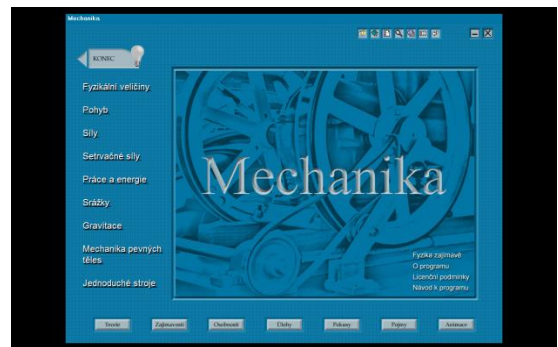 Mechanika
KONEC
Fyzikální veličiny
Pohyb
Síly
Setrvačné síly
Práce a energie
Srážky
Gravitace
Mechanika pevných
těles
Jednoduché stroje
Mechanika
Fyzika zajímavě
O programu
Licenční podmínky
Návod k programu
Teorie Zajímavosti Osobnosti Úlohy Pokusy Pojmy Animace